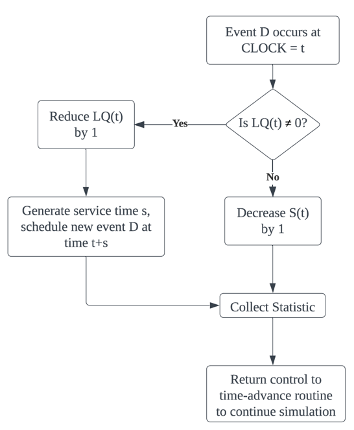 Event D occurs at
CLOCK = t
Is LQ(t) ≠ 0?
Yes
Reduce LQ(t)
by 1
No
Generate service time s,
schedule new event D at
time t+s
Decrease S(t)
by 1
Collect Statistic
Return control to
time-advance routine
to continue simulation